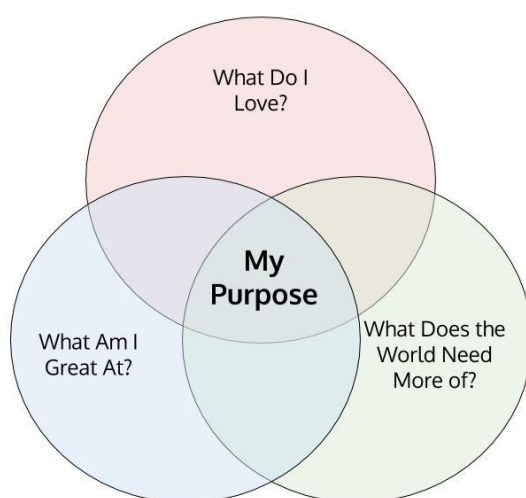 What Do I
Love?
My
Purpose
What Am I
Great At?
What Does the
World Need
More of?